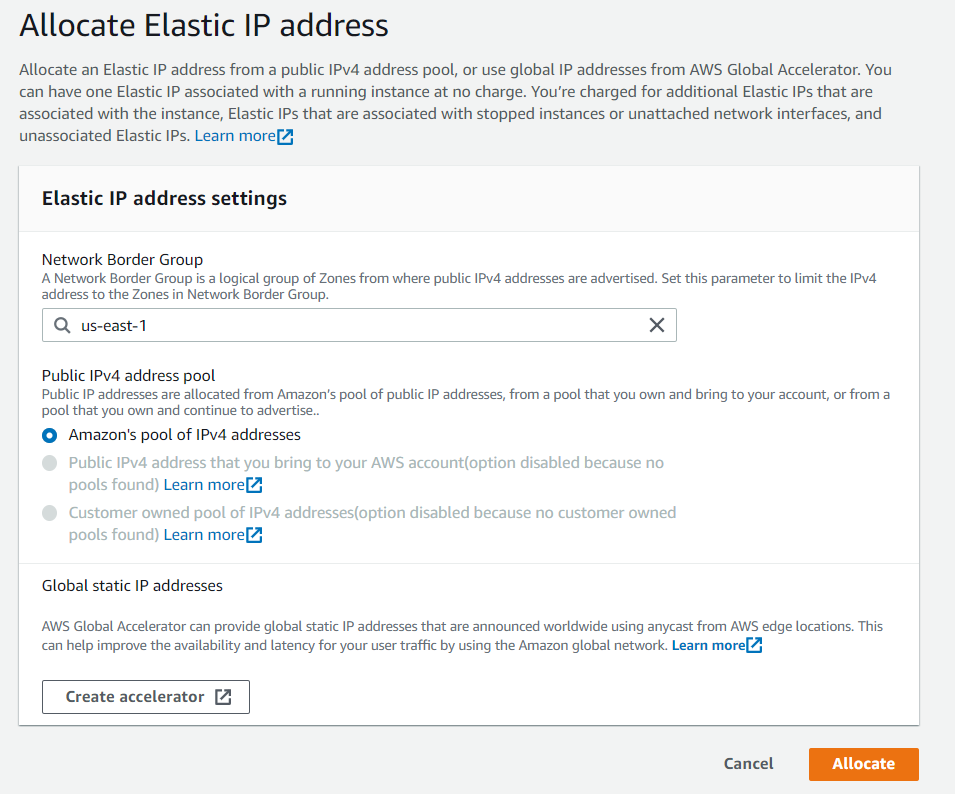 Allocate Elastic IP address
Allocate an Elastic IP address from a public IPv4 address pool, or use global IP addresses from AWS Global Accelerator. You
can have one Elastic IP associated with a running instance at no charge. You’re charged for additional Elastic IPs that are
associated with the instance, Elastic IPs that are associated with stopped instances or unattached network interfaces, and
unassociated Elastic IPs. Learn more
Elastic IP address settings
Network Border Group
A Network Border Group is a logical group of Zones from where public IPv4 addresses are advertised. Set this parameter to limit the IPv4
address to the Zones in Network Border Group.
us-east-1
Public IPv4 address pool
Public IP addresses are allocated from Amazon's pool of public IP addresses, from a pool that you own and bring to your account, or from a
pool that you own and continue to advertise..
Amazon's pool of IPv4 addresses
Public IPv4 address that you bring to your AWS account(option disabled because no
pools found) Learn more
Customer owned pool of IPv4 addresses(option disabled because no customer owned
pools found) Learn more
Global static IP addresses
AWS Global Accelerator can provide global static IP addresses that are announced worldwide using anycast from AWS edge locations. This
can help improve the availability and latency for your user traffic by using the Amazon global network. Learn more
Create accelerator
Cancel
Allocate